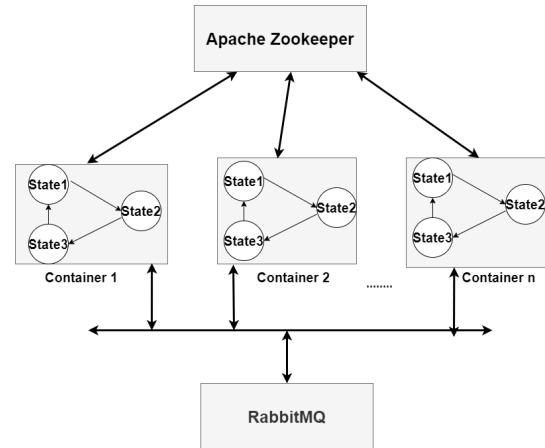 Apache Zookeeper
State1
State2
State3
State1
State2
State3
State1
State2
State3
Container 1
Container 2
........
Container n
RabbitMQ